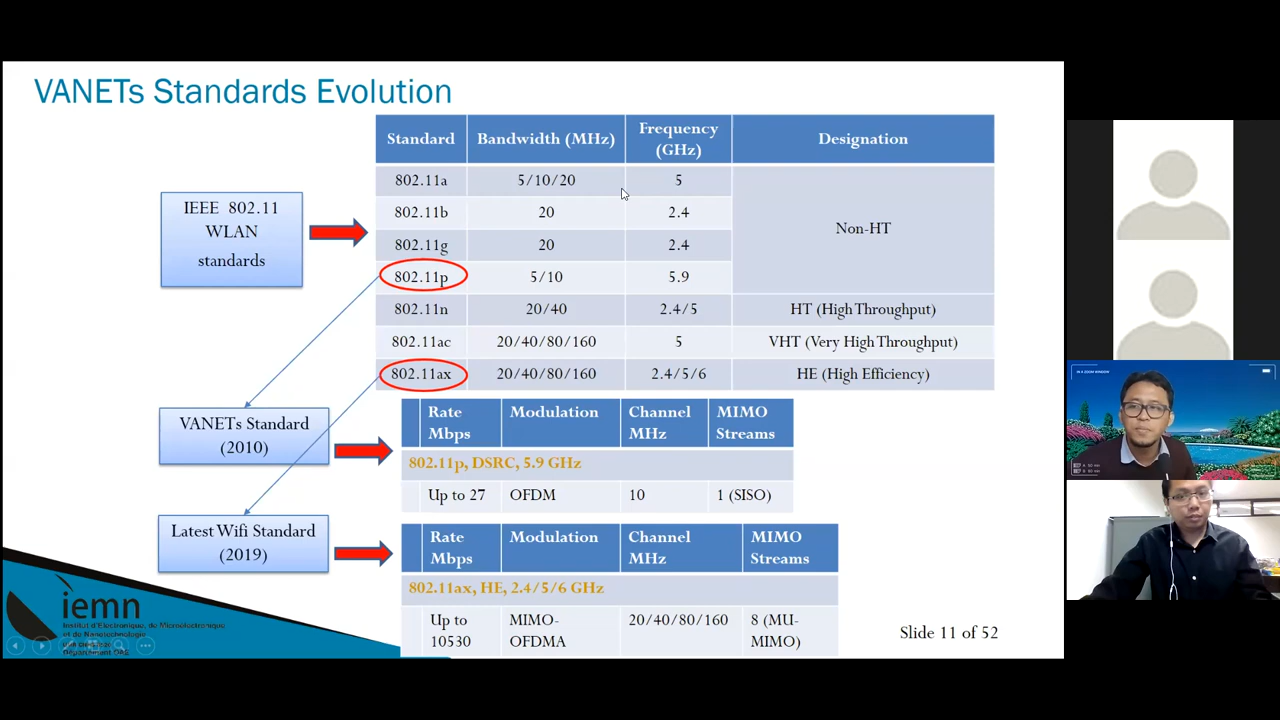 VANETs Standards Evolution
Standard Bandwidth (MHz) Frequency (GHz) Designation
802.11a 5/10/20 5
802.11b 20 2.4
802.11g 20 2.4
802.11p 5/10 5.9
Non-HT
802.11n 20/40 2.4/5 HT (High Throughput)
802.11ac 20/40/80/160 5 VHT (Very High Throughput)
802.11ax 20/40/80/160 2.4/5/6 HE (High Efficiency)
IEEE 802.11
WLAN
standards
VANETs Standard
(2010)
Rate Mbps Modulation Channel MHz MIMO Streams
802.11p, DSRC, 5.9 GHz
Up to 27 OFDM 10 1 (SISO)
Latest Wifi Standard
(2019)
Rate Mbps Modulation Channel MHz MIMO Streams
802.11ax, HE, 2.4/5/6 GHz
Up to 10530 MIMO-OFDMA 20/40/80/160 8 (MU-MIMO)
iemn
Institut d'Electronique, de Microélectronique
et de Nanotechnologie
Département
Slide 11 of 52